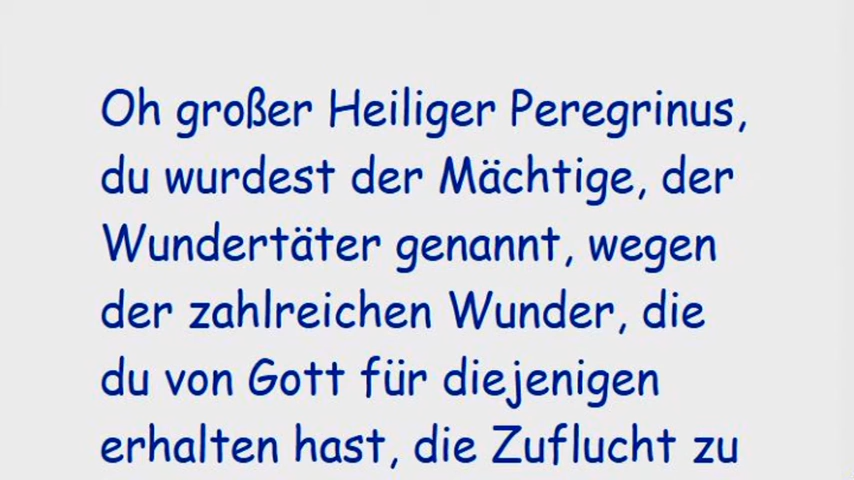 Oh großer Heiliger Peregrinus,
du wurdest der Mächtige, der
Wundertäter genannt, wegen
der zahlreichen Wunder, die
du von Gott für diejenigen
erhalten hast, die Zuflucht zu